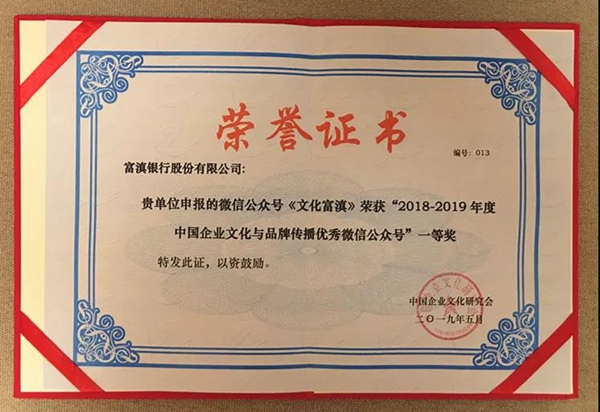 荣誉证书
编号：013
富滇银行股份有限公司：
贵单位申报的微信公众号《文化富滇》荣获“2018-2019年度
中国企业文化与品牌传播优秀微信公众号”一等奖
特发此证，以资鼓励。
中国企业文化研究会
二〇一九年五月